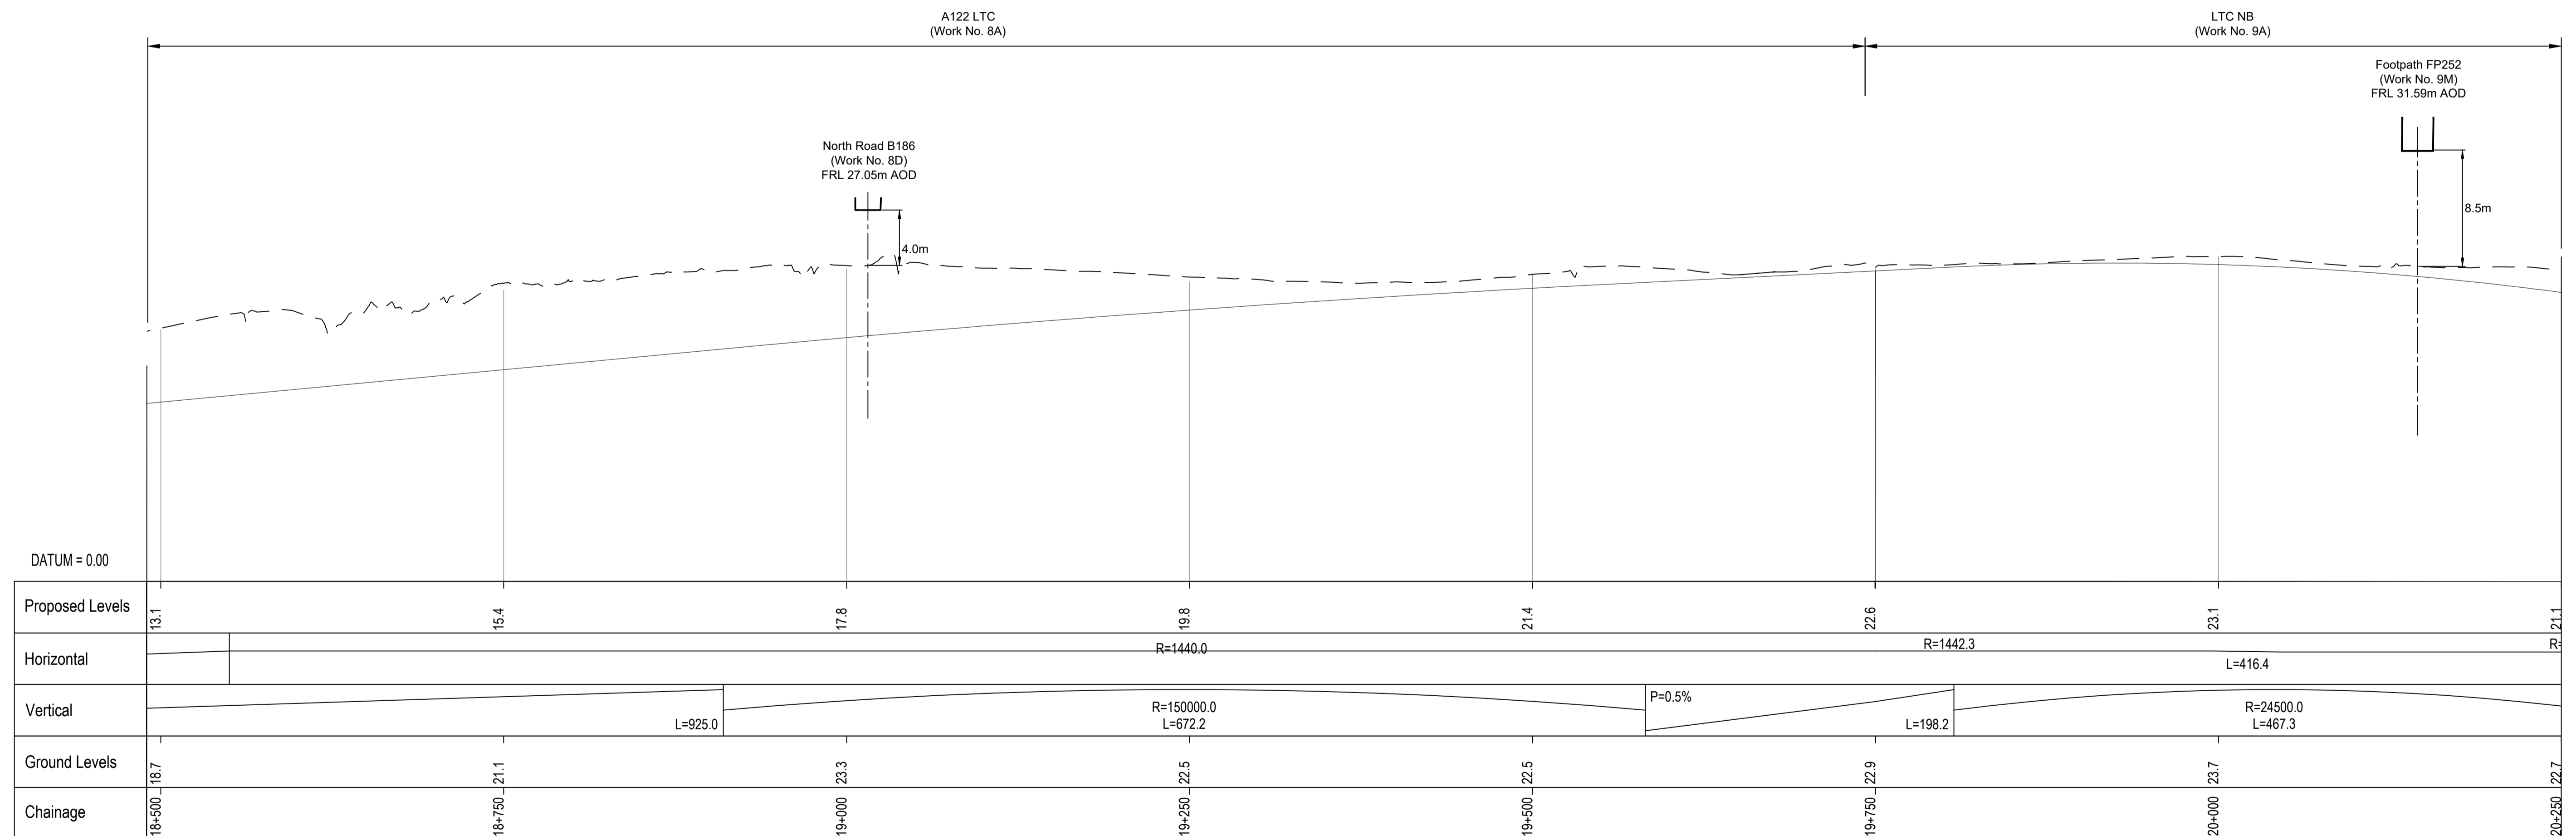 A122 LTC
(Work No. 8A)
LTC NB
(Work No. 9A)
Footpath FP252
(Work No. 9M)
FRL 31.59m AOD
North Road B186
(Work No. 8D)
FRL 27.05m AOD
8.5m
4.0m
DATUM = 0.00
Proposed Levels 13.1 15.4 17.8 19.8 21.4 22.6 23.1 21.1
Horizontal R=1440.0 R=1442.3 L=416.4 R=
Vertical L=925.0 R=150000.0 L=672.2 P=0.5% L=198.2 R=24500.0 L=467.3
Ground Levels 18.7 21.1 23.3 22.5 22.5 22.9 23.7 22.7
Chainage 18+500 18+750 19+000 19+250 19+500 19+750 20+000 20+250